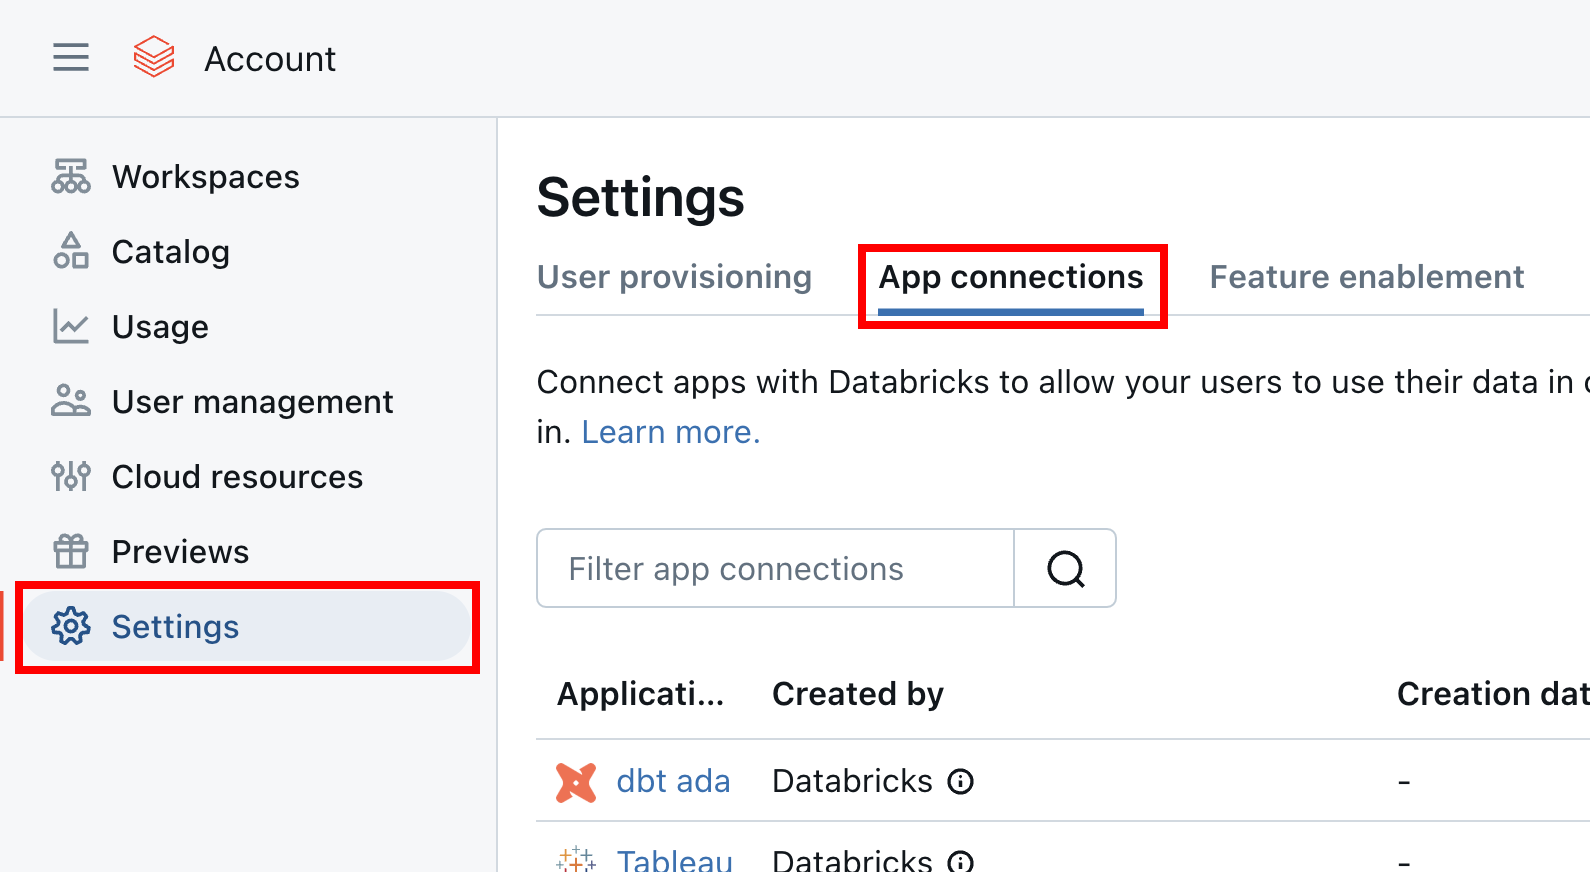 Account
Workspaces
Catalog
Usage
User management
Cloud resources
Previews
Settings
Settings
User provisioning App connections Feature enablement
Connect apps with Databricks to allow your users to use their data in
in. Learn more.
Filter app connections
Applicati... Created by Creation dat
dbt ada Databricks -
Tableau Databricks -